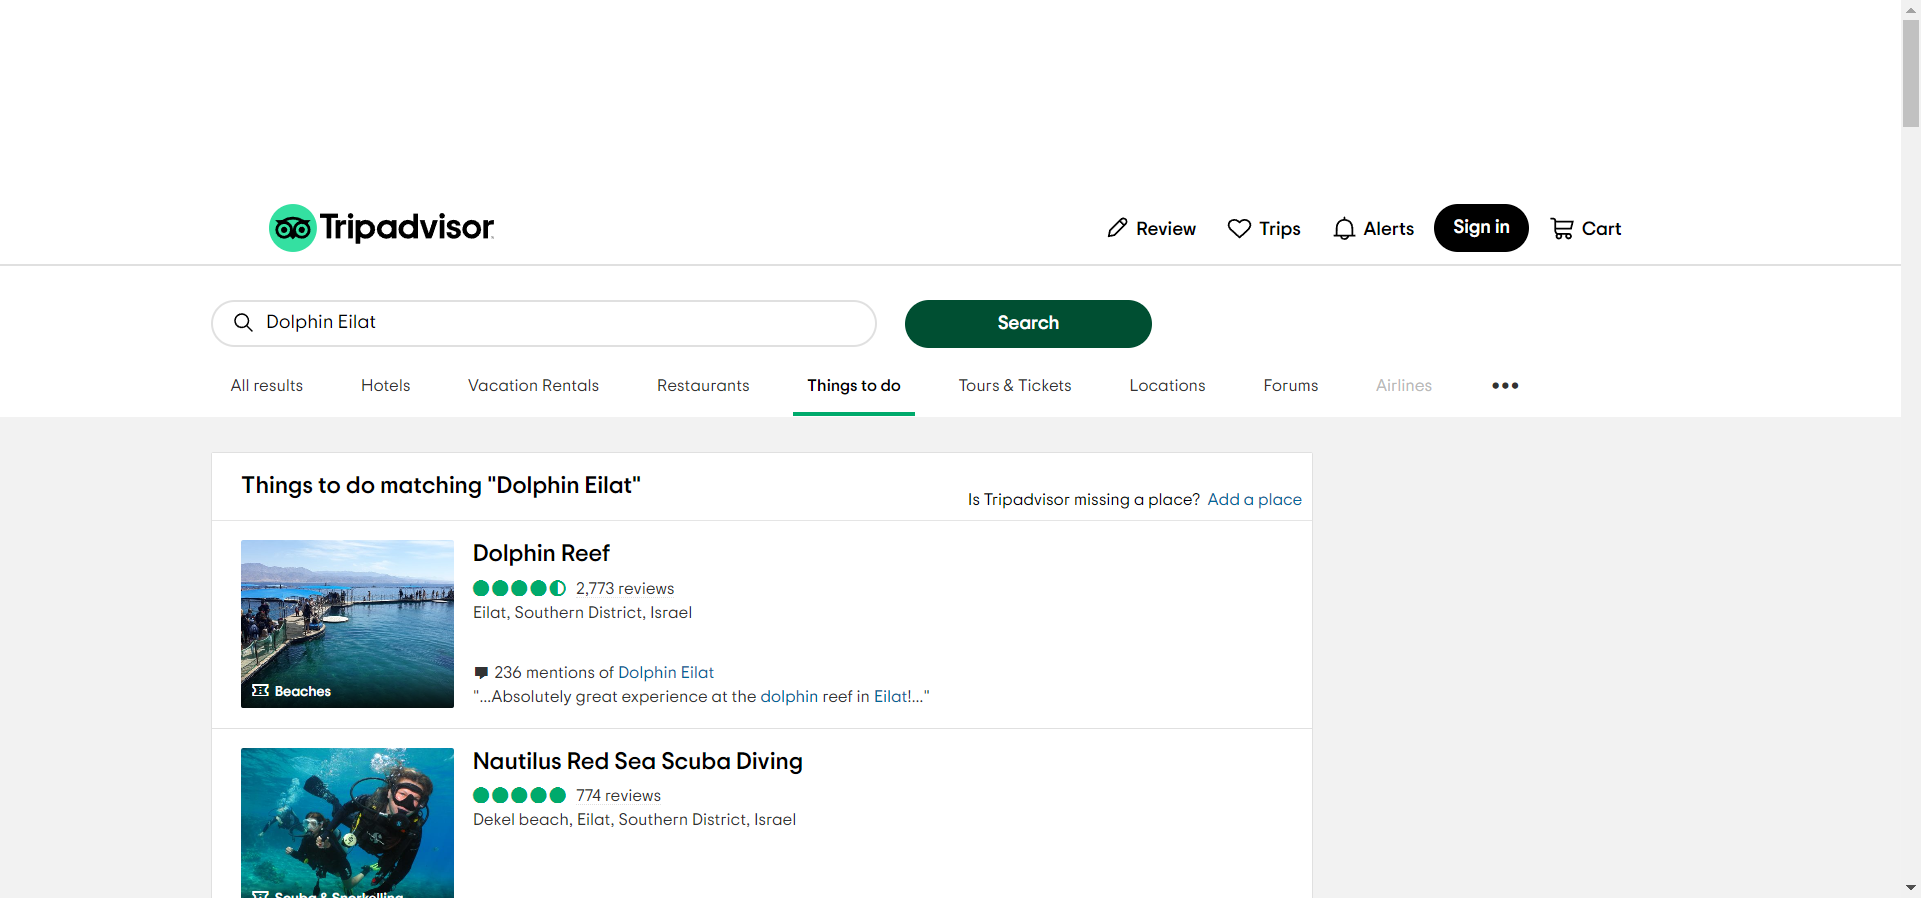 Tripadvisor
Review Trips Alerts Sign in Cart
Dolphin Eilat Search
All results Hotels Vacation Rentals Restaurants Things to do Tours & Tickets Locations Forums Airlines
Things to do matching "Dolphin Eilat"
Is Tripadvisor missing a place? Add a place
Dolphin Reef
2,773 reviews
Eilat, Southern District, Israel
236 mentions of Dolphin Eilat
"...Absolutely great experience at the dolphin reef in Eilat!..."
Beaches
Nautilus Red Sea Scuba Diving
774 reviews
Dekel beach, Eilat, Southern District, Israel
Scuba & Snorkelling